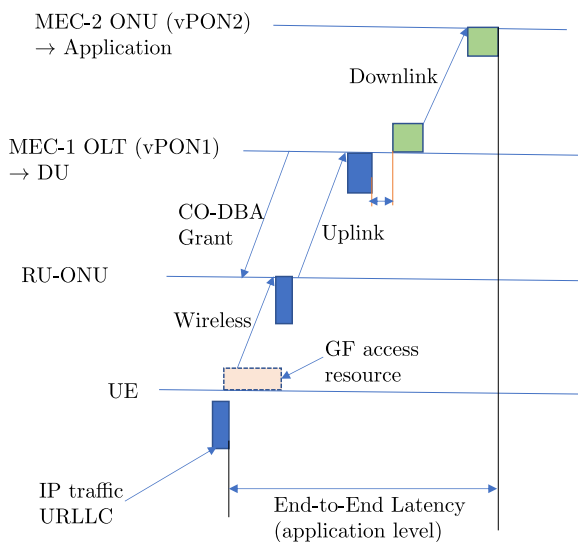 MEC-2 ONU (vPON2)
→ Application
Downlink
MEC-1 OLT (vPON1)
→ DU
CO-DBA
Grant
Uplink
RU-ONU
Wireless
GF access
resource
UE
IP traffic
URLLC
End-to-End Latency
(application level)